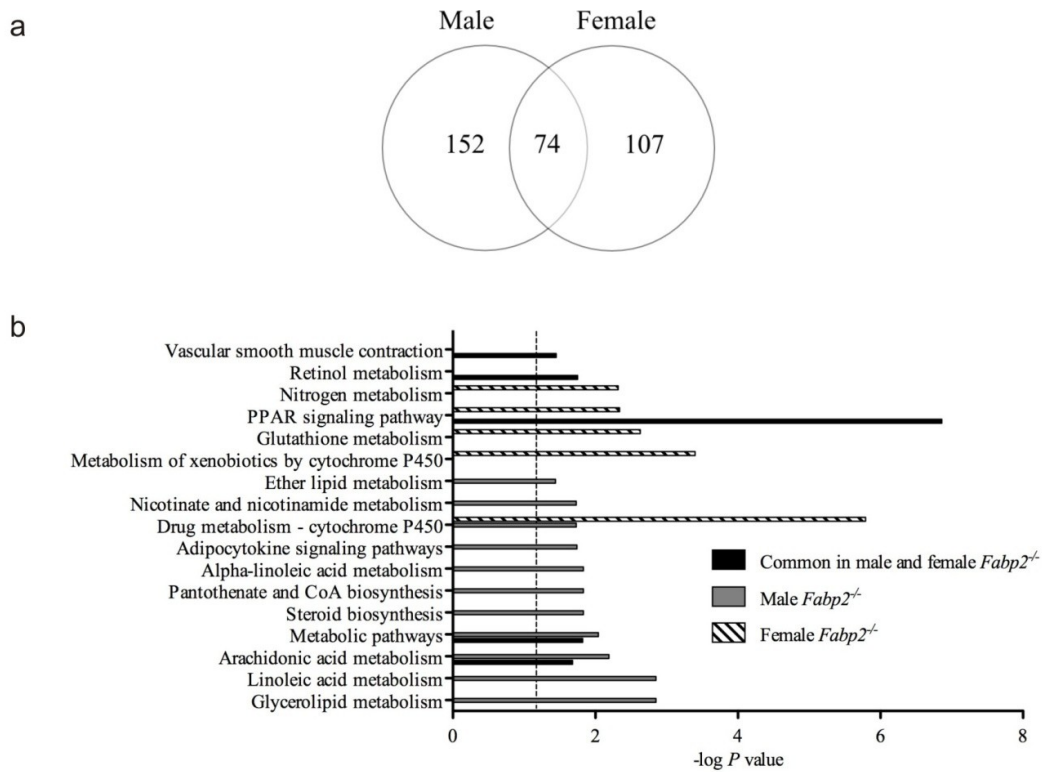 a
Male Female
152 74 107
b
Vascular smooth muscle contraction
Retinol metabolism
Nitrogen metabolism
PPAR signaling pathway
Glutathione metabolism
Metabolism of xenobiotics by cytochrome P450
Ether lipid metabolism
Nicotinate and nicotinamide metabolism
Drug metabolism - cytochrome P450
Adipocytokine signaling pathways
Alpha-linoleic acid metabolism
Pantothenate and CoA biosynthesis
Steroid biosynthesis
Metabolic pathways
Arachidonic acid metabolism
Linoleic acid metabolism
Glycerolipid metabolism
Common in male and female Fabp2-/-
Male Fabp2-/-
Female Fabp2-/-
0 2 4 6 8
-log P value